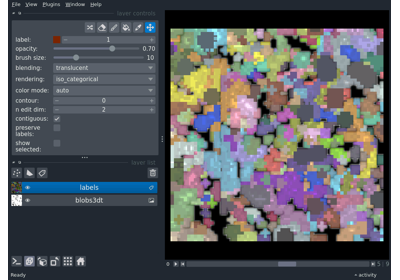 File View Plugins Window Help
layer controls
label: 1
opacity: 0.70
brush size: 10
blending: translucent
rendering: iso_categorical
color mode: auto
contour: 0
n edit dim: 2
contiguous:
preserve
labels:
show
selected:
layer list
labels
blobs3dt
Ready
activity